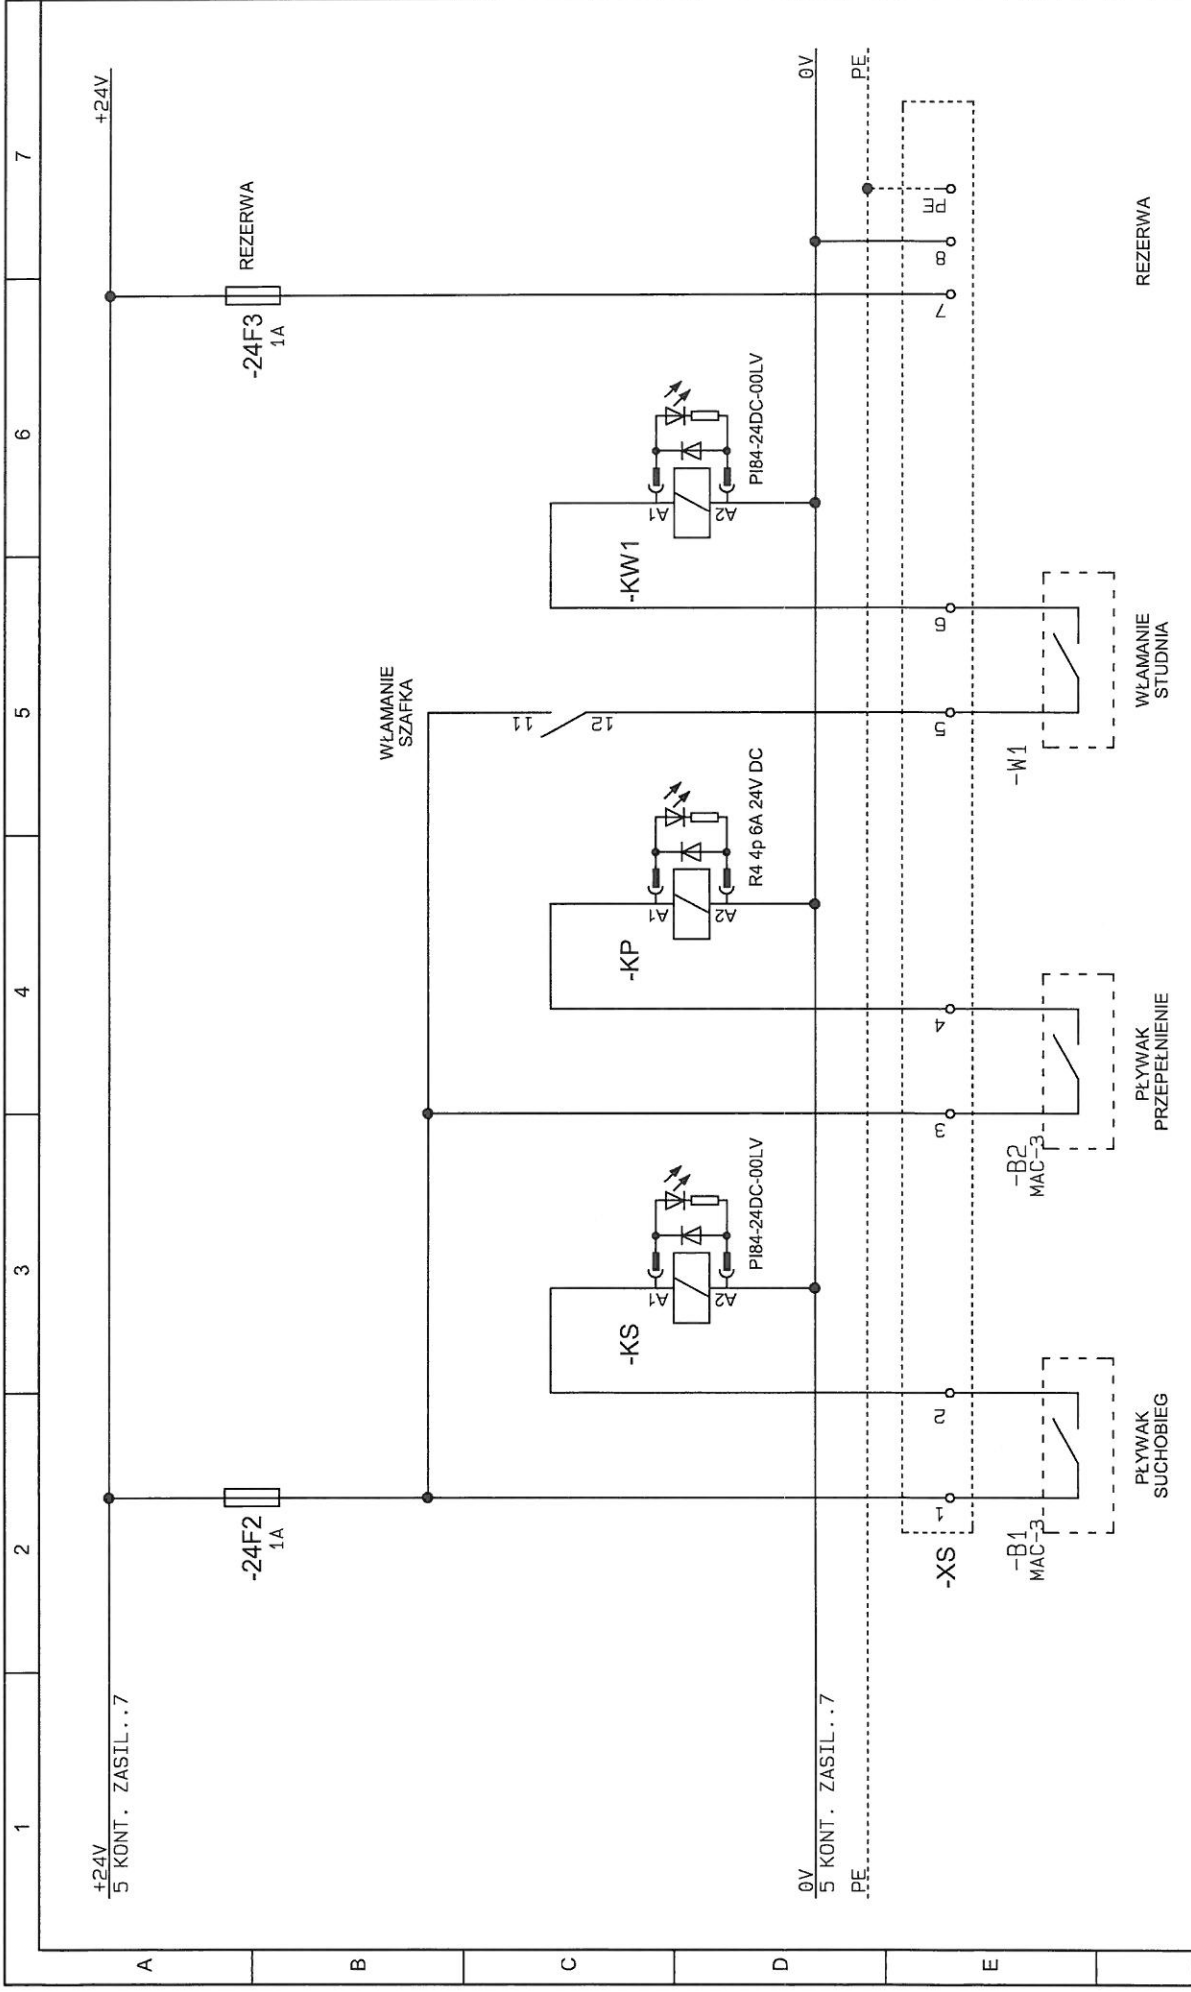 1
2
3
4
5
6
7
A
B
C
D
E
+24V
5 KONT. ZASIL..7
+24V
-24F2
1A
-24F3
1A
REZERWA
WŁAMANIE
SZAFKA
11
12
-KS
A1
A2
PI84-24DC-00LV
-KP
A1
A2
R4 4p 6A 24V DC
-KW1
A1
A2
PI84-24DC-00LV
0V
5 KONT. ZASIL..7
0V
PE
PE
-XS
1
2
3
4
5
6
7
8
PE
-B1
MAC-3
-B2
MAC-3
-W1
PŁYWAK
SUCHOBIEG
PŁYWAK
PRZEPEŁNIENIE
WŁAMANIE
STUDNIA
REZERWA